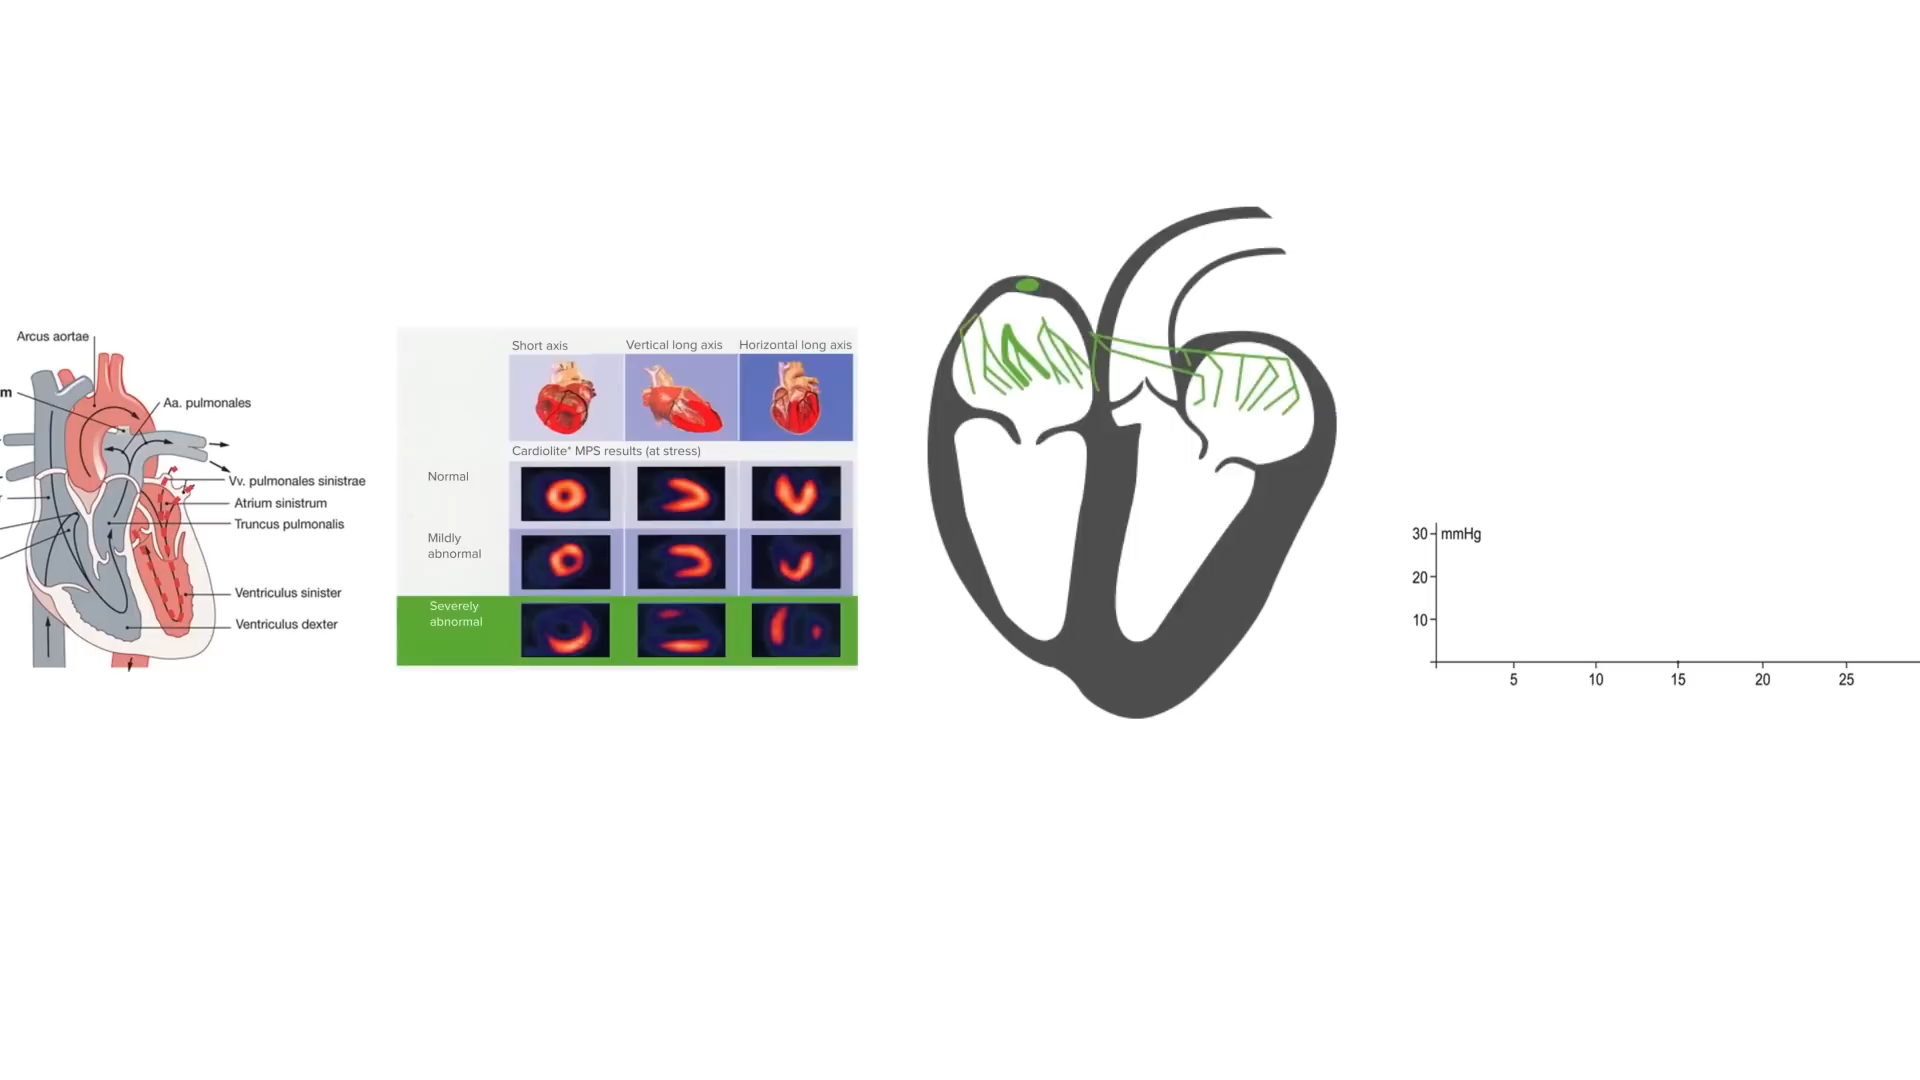 Arcus aortae
m
Aa. pulmonales
Vv. pulmonales sinistrae
Atrium sinistrum
Truncus pulmonalis
r
Ventriculus sinister
Ventriculus dexter
Short axis Vertical long axis Horizontal long axis
Cardiolite* MPS results (at stress)
Normal
Mildly
abnormal
Severely
abnormal
30 mmHg
20
10
5 10 15 20 25